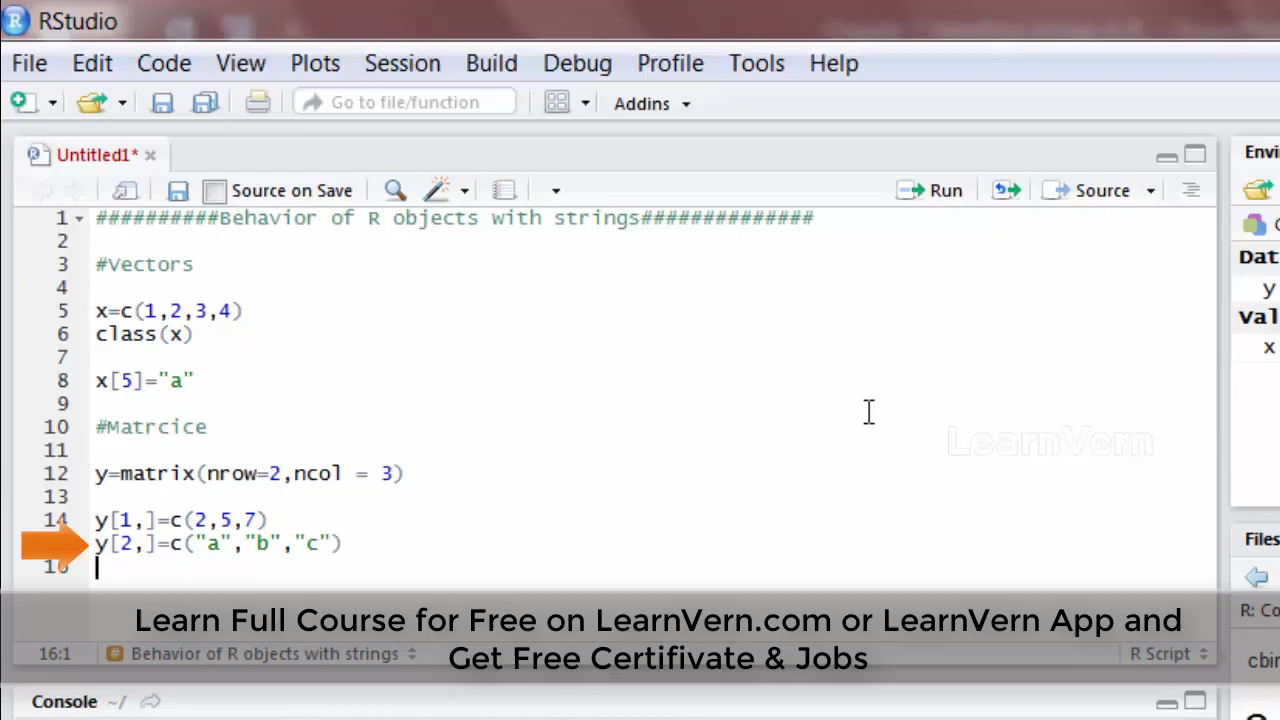 RStudio
File Edit Code View Plots Session Build Debug Profile Tools Help
Go to file/function Addins
Untitled1*
Source on Save Run Source
1 ##########Behavior of R objects with strings##############
2
3 #Vectors
4
5 x=c(1,2,3,4)
6 class(x)
7
8 x[5]="a"
9
10 #Matrcice
11
12 y=matrix(nrow=2,ncol = 3)
13
14 y[1,]=c(2,5,7)
y[2,]=c("a","b","c")
16
LearnVern
Learn Full Course for Free on LearnVern.com or LearnVern App and
Get Free Certifivate & Jobs
16:1 Behavior of R objects with strings R Script
Console ~/
y
x
Files